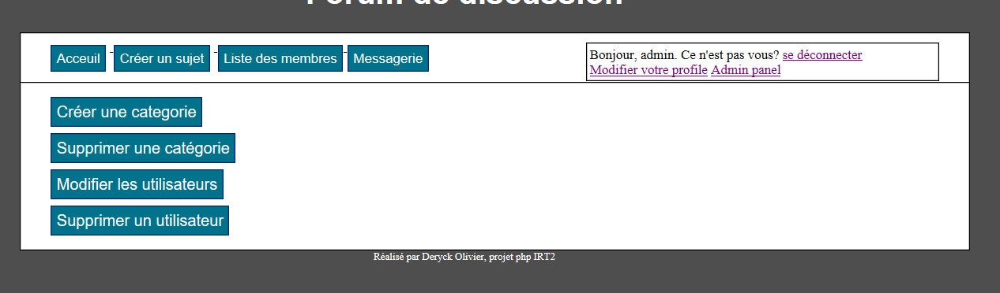 Forum de discussion
Acceuil - Créer un sujet - Liste des membres - Messagerie
Bonjour, admin. Ce n'est pas vous? se déconnecter
Modifier votre profile Admin panel
Créer une categorie
Supprimer une catégorie
Modifier les utilisateurs
Supprimer un utilisateur
Réalisé par Deryck Olivier, projet php IRT2